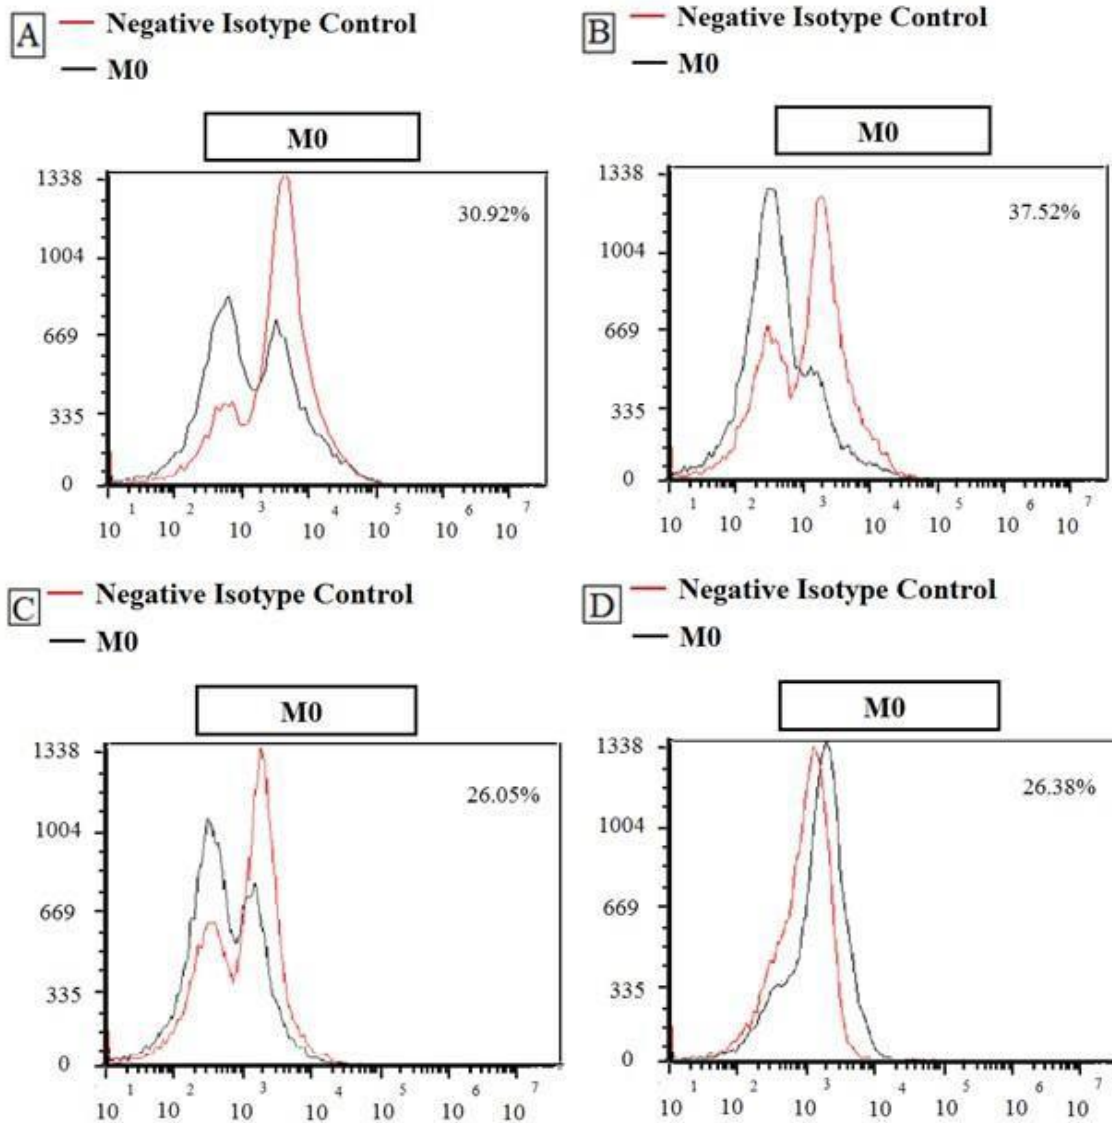 A — Negative Isotype Control
— M0
M0
30.92%
1338
1004
669
335
0
10^1 10^2 10^3 10^4 10^5 10^6 10^7
B — Negative Isotype Control
— M0
M0
37.52%
1338
1004
669
335
0
10^1 10^2 10^3 10^4 10^5 10^6 10^7
C — Negative Isotype Control
— M0
M0
26.05%
1338
1004
669
335
0
10^1 10^2 10^3 10^4 10^5 10^6 10^7
D — Negative Isotype Control
— M0
M0
26.38%
1338
1004
669
335
0
10^1 10^2 10^3 10^4 10^5 10^6 10^7